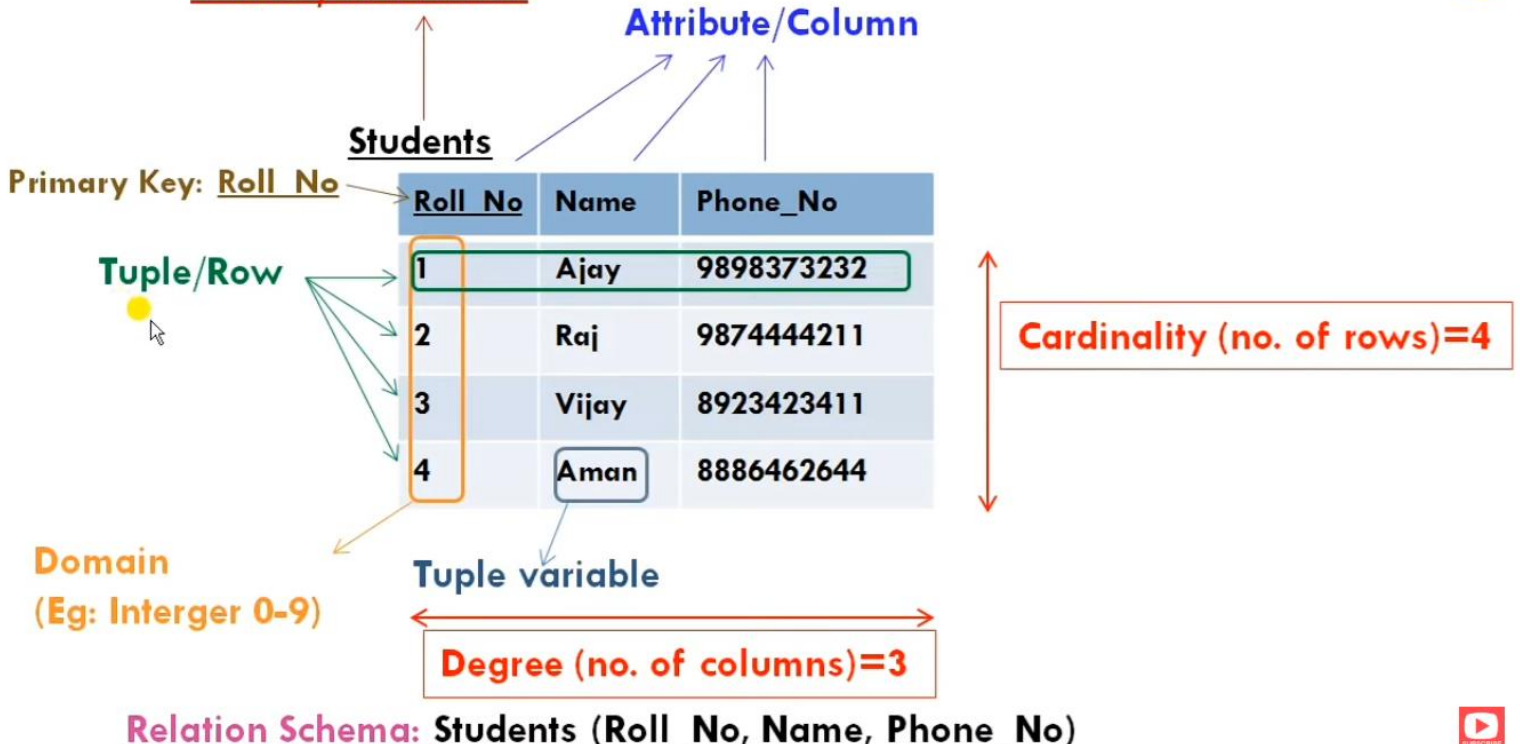 Attribute/Column
Students
Primary Key: Roll_No
Roll_No Name Phone_No
Tuple/Row
1 Ajay 9898373232
2 Raj 9874444211
3 Vijay 8923423411
4 Aman 8886462644
Cardinality (no. of rows)=4
Domain
(Eg: Interger 0-9)
Tuple variable
Degree (no. of columns)=3
Relation Schema: Students (Roll_No, Name, Phone_No)